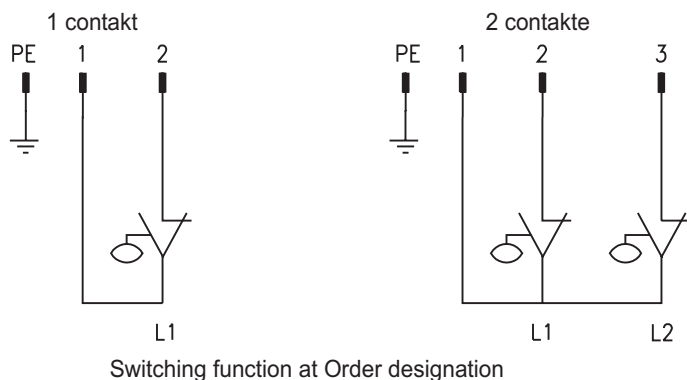 1 contakt 2 contakte
PE 1 2 PE 1 2 3
L1 L1 L2
Switching function at Order designation